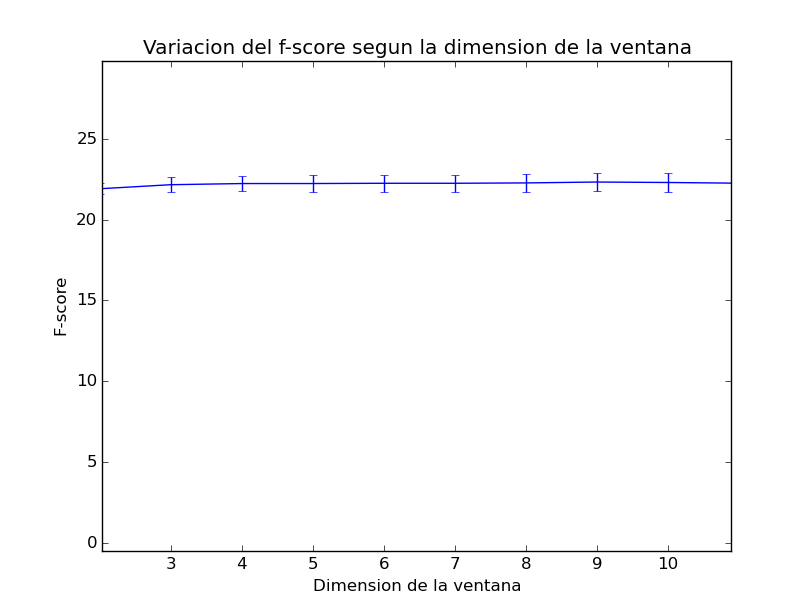 Variacion del f-score segun la dimension de la ventana
25
20
15
10
5
0
F-score
3 4 5 6 7 8 9 10
Dimension de la ventana